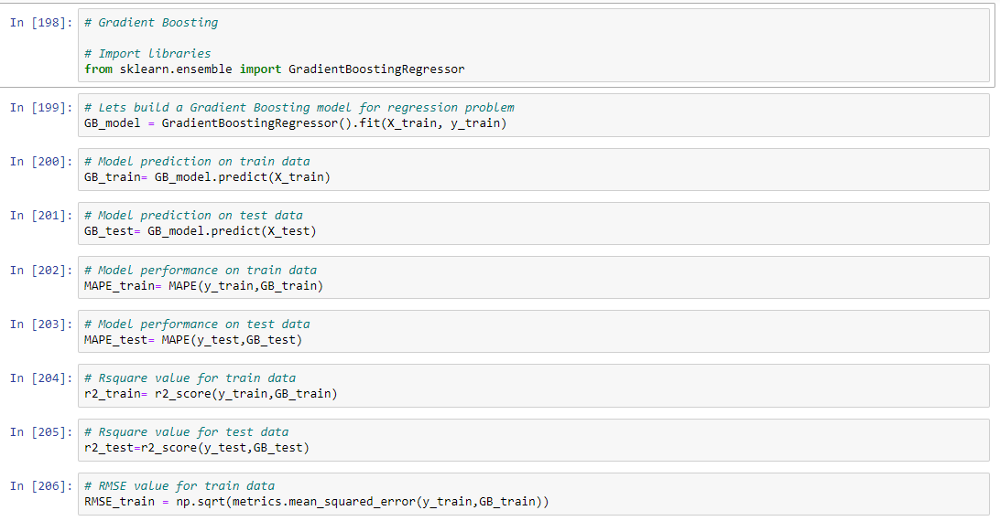 In [198]: # Gradient Boosting
# Import libraries
from sklearn.ensemble import GradientBoostingRegressor
In [199]: # Lets build a Gradient Boosting model for regression problem
GB_model = GradientBoostingRegressor().fit(X_train, y_train)
In [200]: # Model prediction on train data
GB_train= GB_model.predict(X_train)
In [201]: # Model prediction on test data
GB_test= GB_model.predict(X_test)
In [202]: # Model performance on train data
MAPE_train= MAPE(y_train,GB_train)
In [203]: # Model performance on test data
MAPE_test= MAPE(y_test,GB_test)
In [204]: # Rsquare value for train data
r2_train= r2_score(y_train,GB_train)
In [205]: # Rsquare value for test data
r2_test=r2_score(y_test,GB_test)
In [206]: # RMSE value for train data
RMSE_train = np.sqrt(metrics.mean_squared_error(y_train,GB_train))